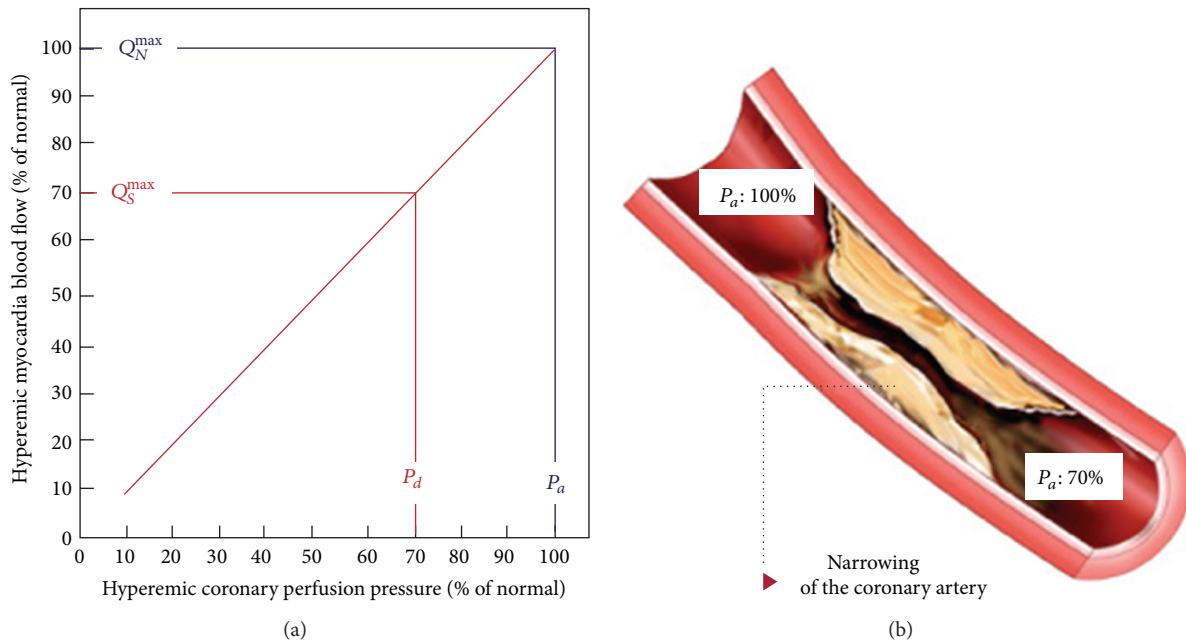 100
90
80
70
60
50
40
30
20
10
0
Hyperemic myocardia blood flow (% of normal)
Q_N^max
Q_S^max
P_d
P_a
0 10 20 30 40 50 60 70 80 90 100
Hyperemic coronary perfusion pressure (% of normal)
(a)
P_a: 100%
P_a: 70%
Narrowing
of the coronary artery
(b)